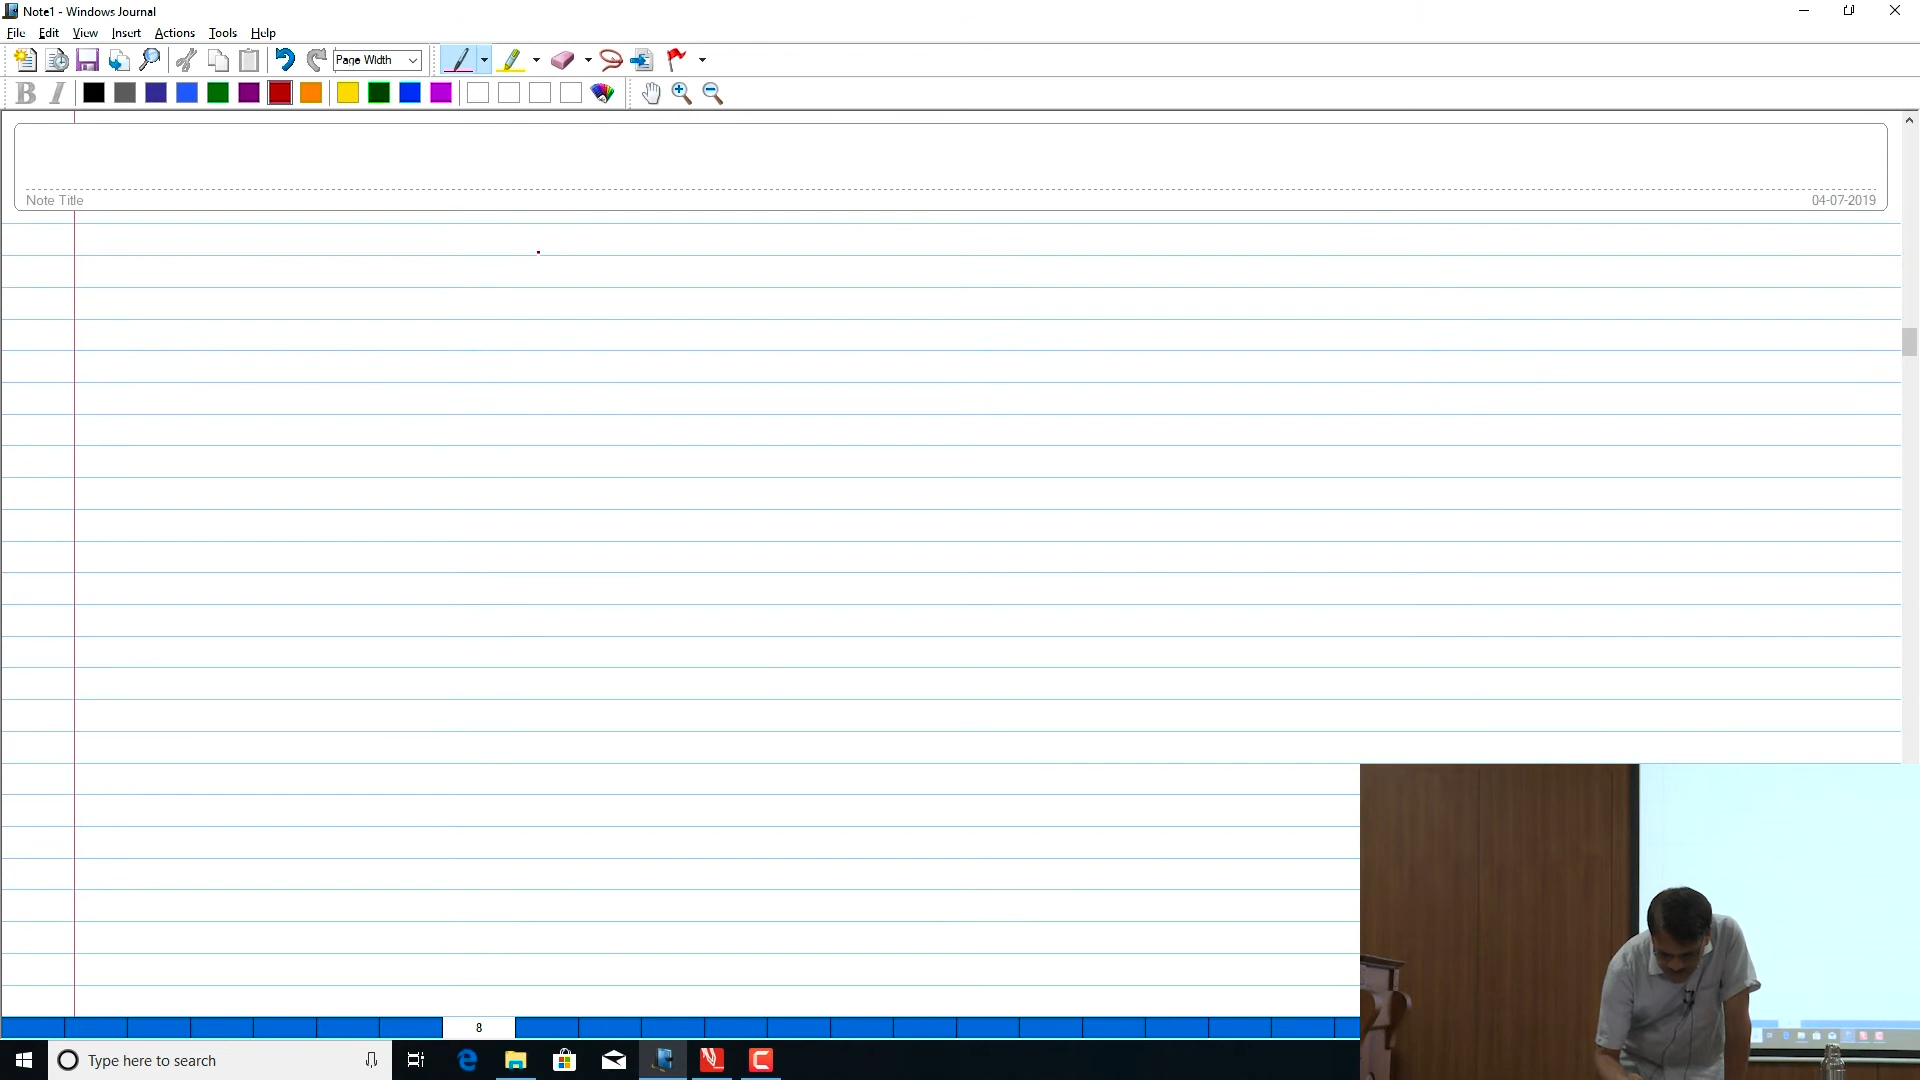 Note1 - Windows Journal
File Edit View Insert Actions Tools Help
Page Width
B I
Note Title
04-07-2019
8
Type here to search